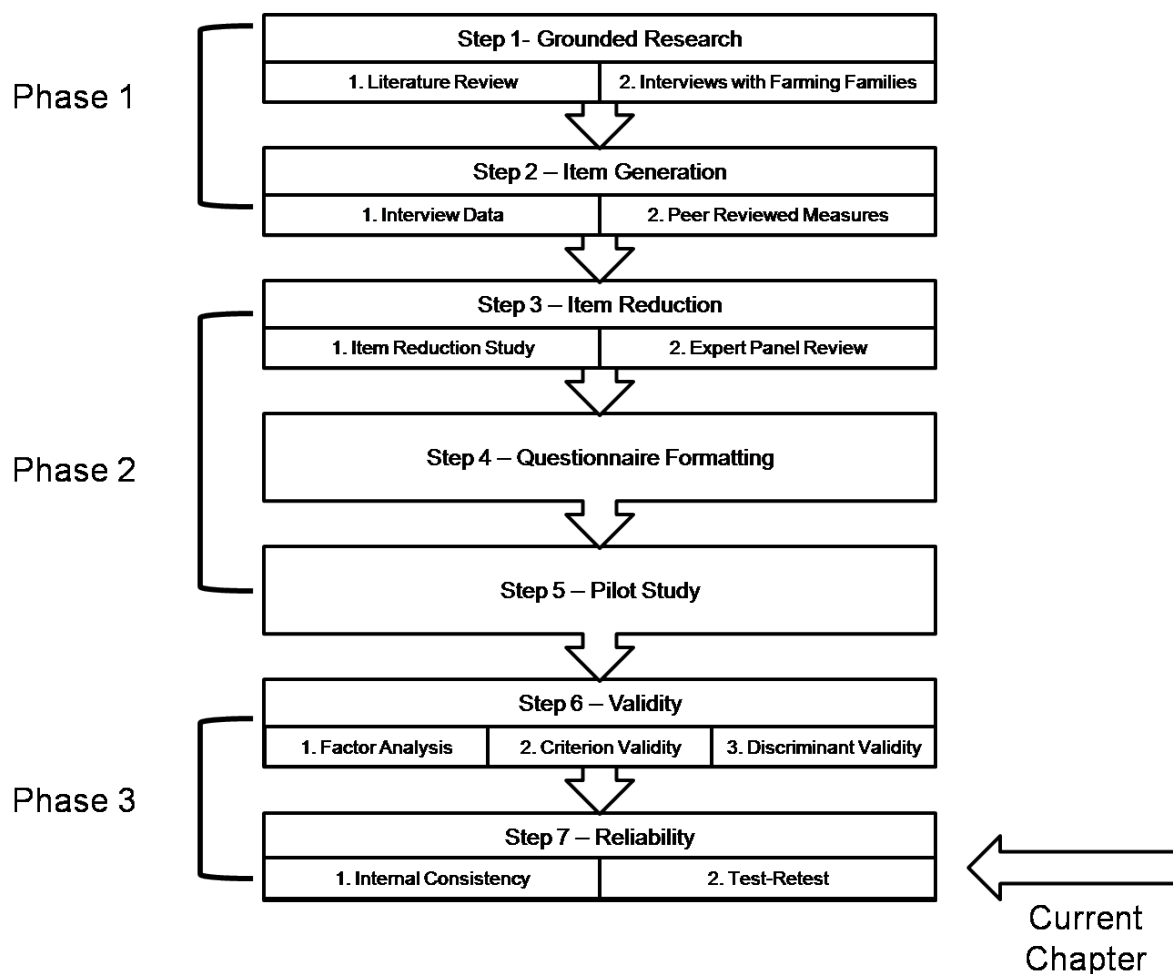 Phase 1
Step 1- Grounded Research
1. Literature Review
2. Interviews with Farming Families
Step 2 – Item Generation
1. Interview Data
2. Peer Reviewed Measures
Phase 2
Step 3 – Item Reduction
1. Item Reduction Study
2. Expert Panel Review
Step 4 – Questionnaire Formatting
Step 5 – Pilot Study
Phase 3
Step 6 – Validity
1. Factor Analysis
2. Criterion Validity
3. Discriminant Validity
Step 7 – Reliability
1. Internal Consistency
2. Test-Retest
Current
Chapter